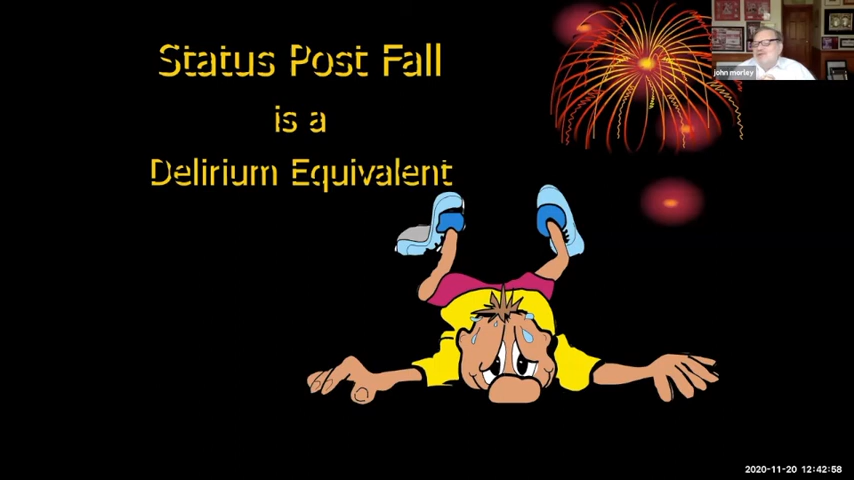 Status Post Fall
is a
Delirium Equivalent
john morley
2020-11-20 12:42:58